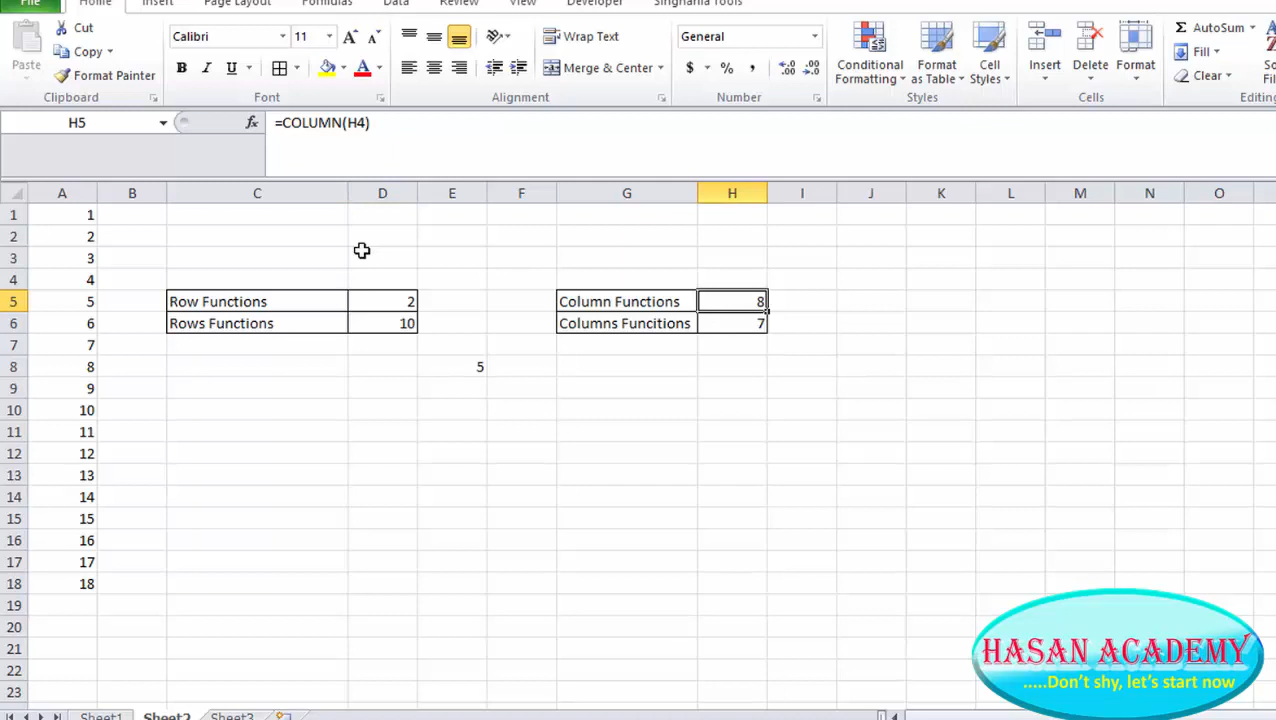 File Home Insert Page Layout Formulas Data Review View Developer Singhania Tools
Cut
Calibri 11
Wrap Text
General
AutoSum
Paste
Copy
Conditional Formatting
Format as Table
Cell Styles
Insert
Delete
Format
Fill
Format Painter
B I U
Merge & Center
$ % ,
.00
.0
Clear
Clipboard
Font
Alignment
Number
Styles
Cells
Editing
H5
fx
=COLUMN(H4)
A B C D E F G H I J K L M N O
1 1
2 2
3 3
4 4
5 5 Row Functions 2 Column Functions 8
6 6 Rows Functions 10 Columns Funcitions 7
7 7
8 8 5
9 9
10 10
11 11
12 12
13 13
14 14
15 15
16 16
17 17
18 18
19
20
21
22
23
HASAN ACADEMY
.....Don't shy, let's start now
Sheet1 Sheet2 Sheet3